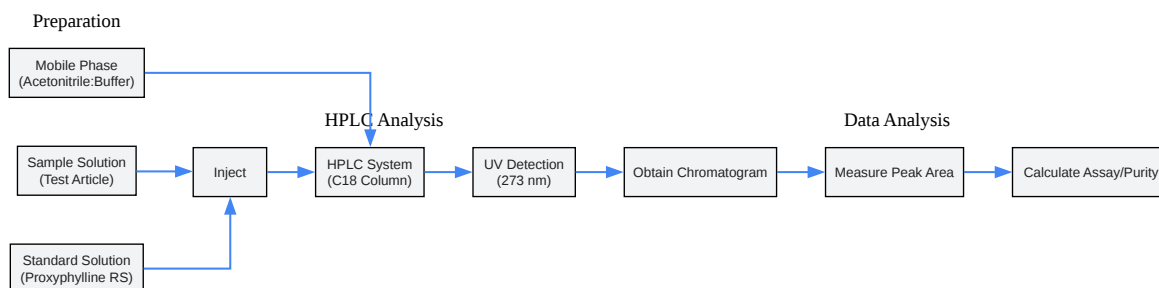 Preparation
Mobile Phase
(Acetonitrile:Buffer)
HPLC Analysis
Data Analysis
Sample Solution
(Test Article)
Inject
HPLC System
(C18 Column)
UV Detection
(273 nm)
Obtain Chromatogram
Measure Peak Area
Calculate Assay/Purity
Standard Solution
(Proxyphylline RS)